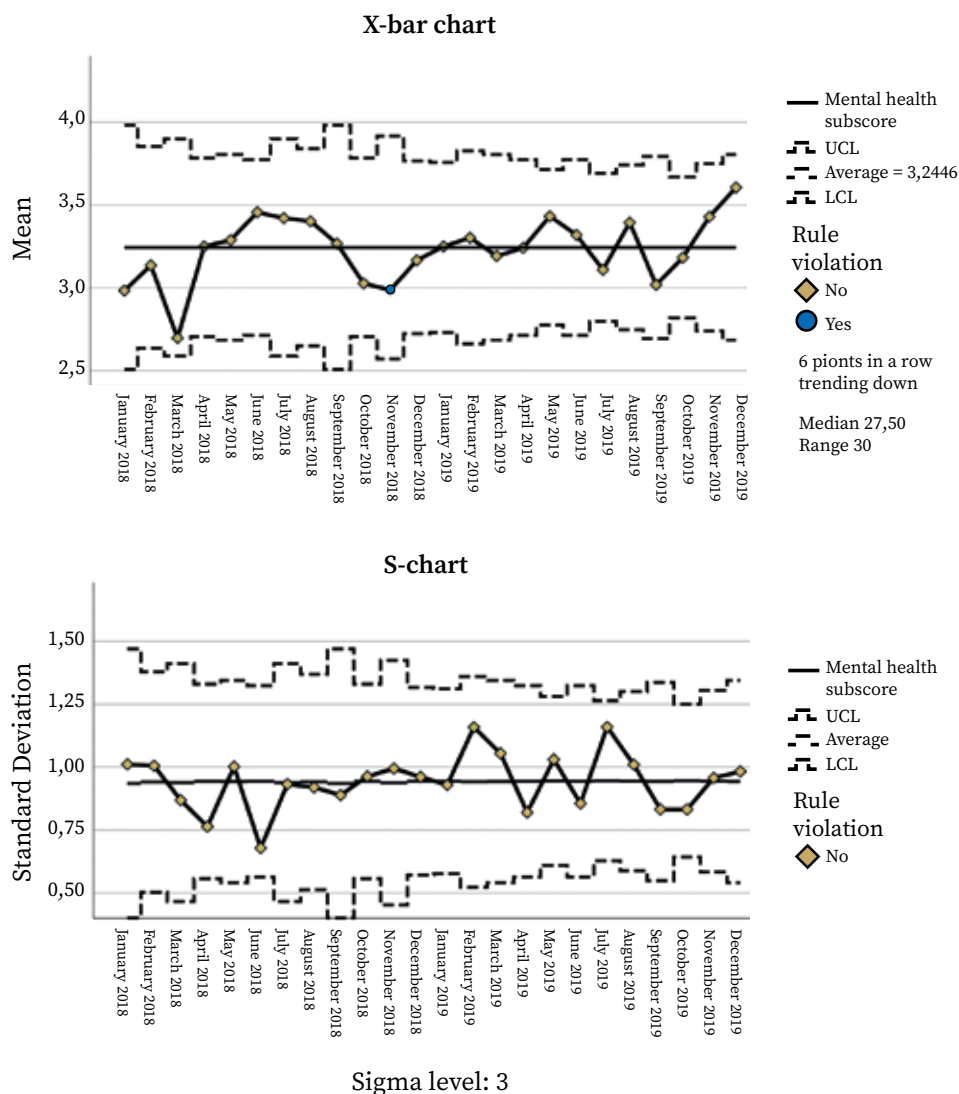 X-bar chart
Mean
4,0
3,5
3,0
2,5
January 2018
February 2018
March 2018
April 2018
May 2018
June 2018
July 2018
August 2018
September 2018
October 2018
November 2018
December 2018
January 2019
February 2019
March 2019
April 2019
May 2019
June 2019
July 2019
August 2019
September 2019
October 2019
November 2019
December 2019
Mental health
subscore
UCL
Average = 3,2446
LCL
Rule
violation
No
Yes
6 pionts in a row
trending down
Median 27,50
Range 30
S-chart
Standard Deviation
1,50
1,25
1,00
0,75
0,50
January 2018
February 2018
March 2018
April 2018
May 2018
June 2018
July 2018
August 2018
September 2018
October 2018
November 2018
December 2018
January 2019
February 2019
March 2019
April 2019
May 2019
June 2019
July 2019
August 2019
September 2019
October 2019
November 2019
December 2019
Mental health
subscore
UCL
Average
LCL
Rule
violation
No
Sigma level: 3